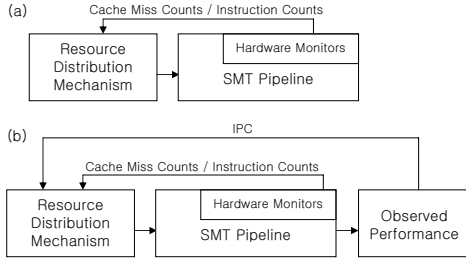 (a)
Cache Miss Counts / Instruction Counts
Resource
Distribution
Mechanism
Hardware Monitors
SMT Pipeline
(b)
IPC
Cache Miss Counts / Instruction Counts
Resource
Distribution
Mechanism
Hardware Monitors
SMT Pipeline
Observed
Performance